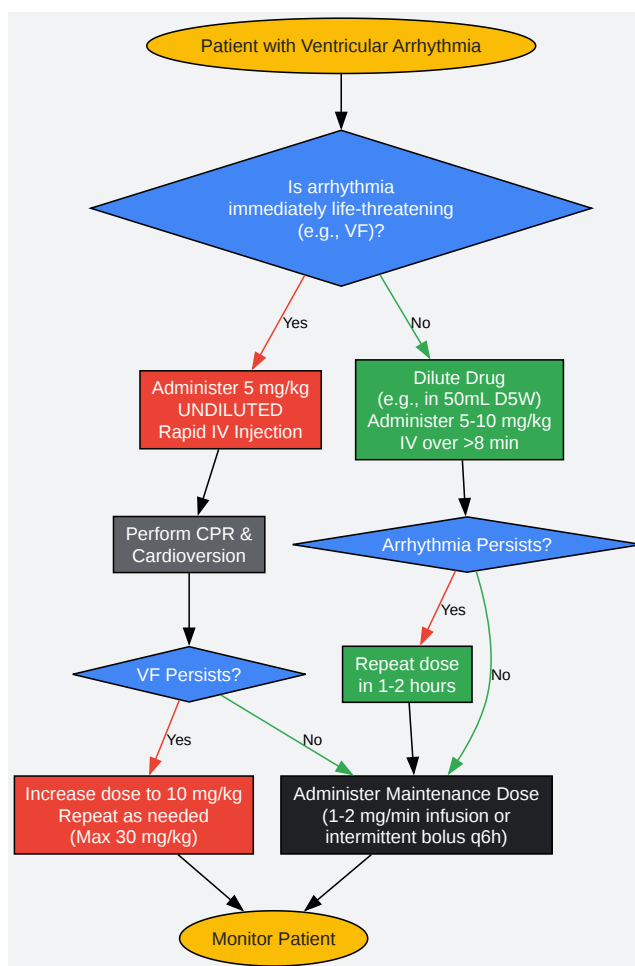 Patient with Ventricular Arrhythmia
Is arrhythmia
immediately life-threatening
(e.g., VF)?
Yes
No
Administer 5 mg/kg
UNDILUTED
Rapid IV Injection
Dilute Drug
(e.g., in 50mL D5W)
Administer 5-10 mg/kg
IV over >8 min
Perform CPR &
Cardioversion
Arrhythmia Persists?
Yes
No
VF Persists?
Repeat dose
in 1-2 hours
Yes
No
Increase dose to 10 mg/kg
Repeat as needed
(Max 30 mg/kg)
Administer Maintenance Dose
(1-2 mg/min infusion or
intermittent bolus q6h)
Monitor Patient